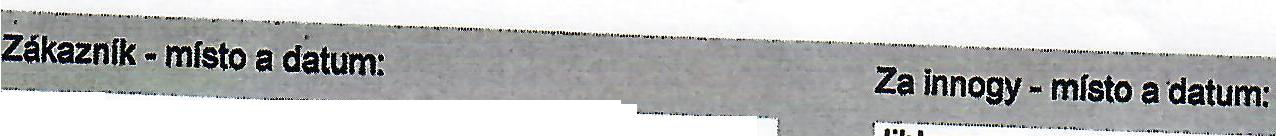 Zákazník - místo a datum:
Za innogy - místo a datum: